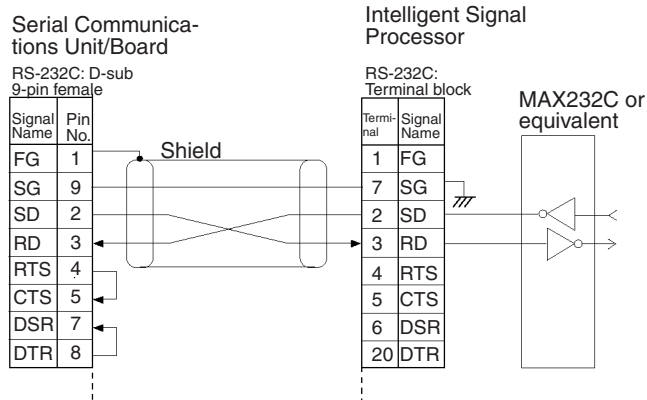 Serial Communica-
tions Unit/Board
RS-232C: D-sub
9-pin female
Signal Name Pin No.
FG 1
SG 9
SD 2
RD 3
RTS 4
CTS 5
DSR 7
DTR 8
Shield
Intelligent Signal
Processor
RS-232C:
Terminal block
Termi-nal Signal Name
1 FG
7 SG
2 SD
3 RD
4 RTS
5 CTS
6 DSR
20 DTR
MAX232C or
equivalent